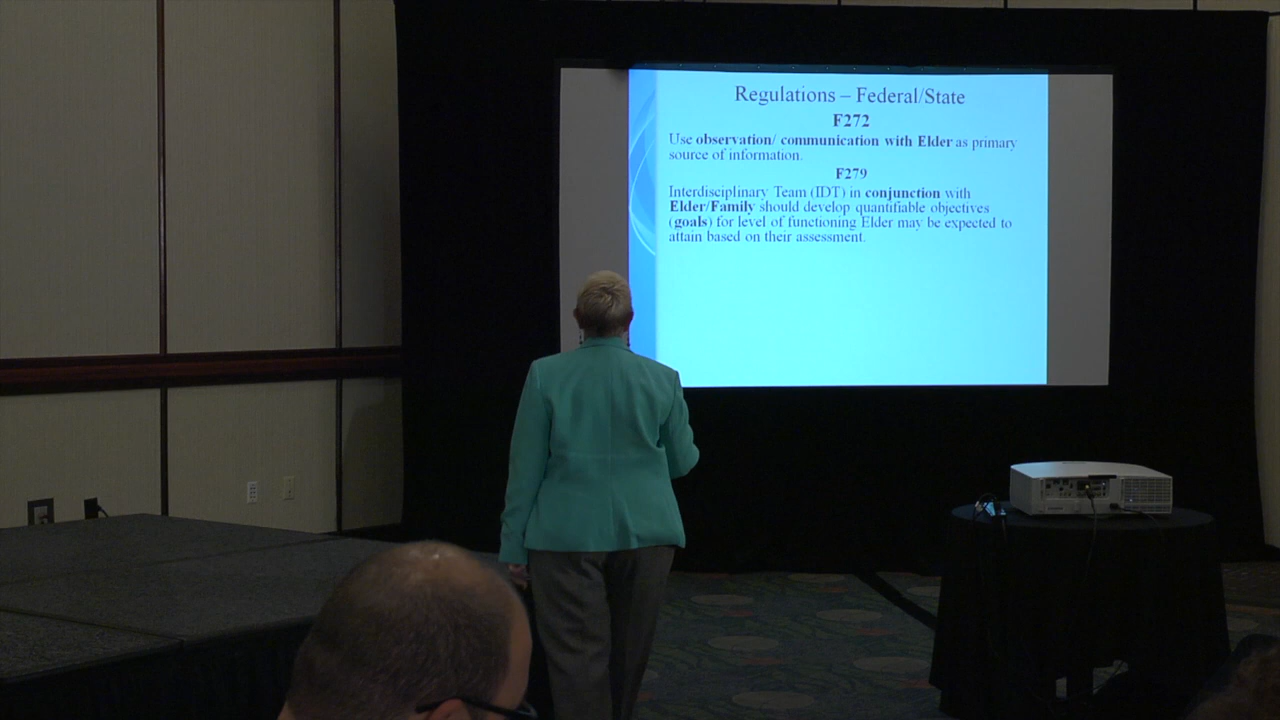 Regulations – Federal/State
F272
Use observation/ communication with Elder as primary
source of information.
F279
Interdisciplinary Team (IDT) in conjunction with
Elder/Family should develop quantifiable objectives
(goals) for level of functioning Elder may be expected to
attain based on their assessment.